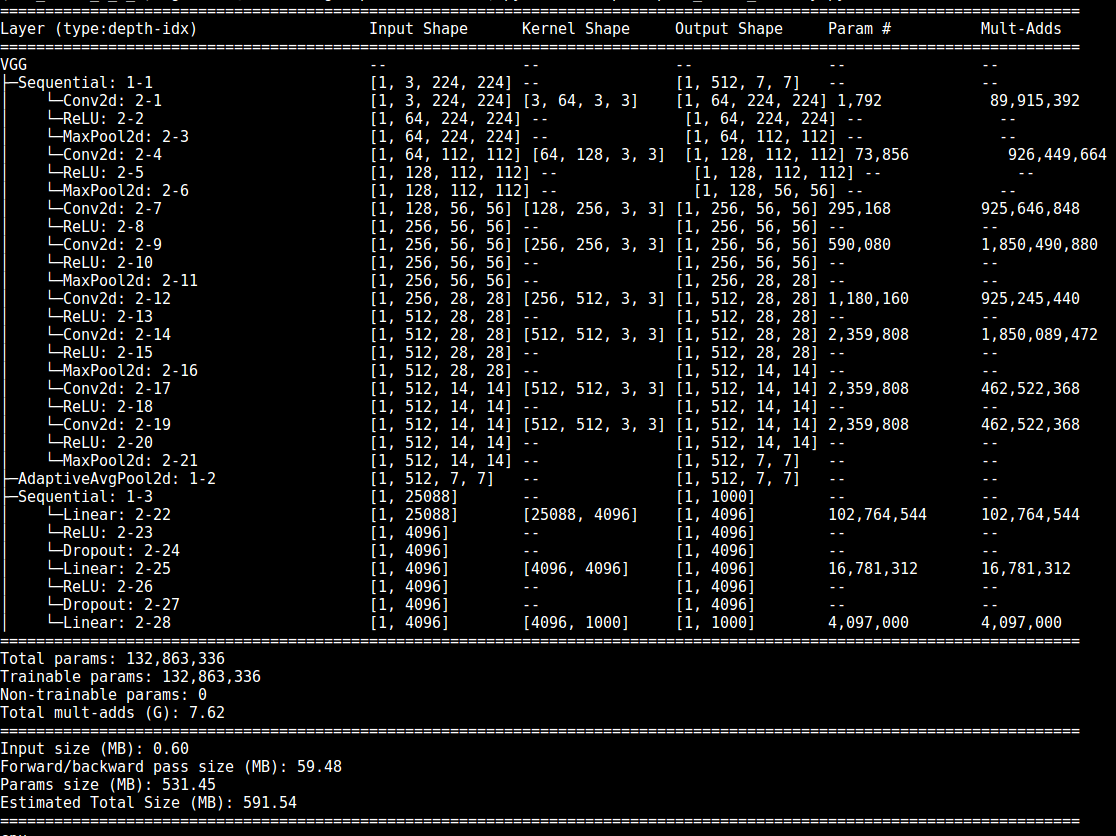 ================================================================================================================================
Layer (type:depth-idx)                   Input Shape      Kernel Shape     Output Shape     Param #          Mult-Adds
================================================================================================================================
VGG                                      --               --               --               --               --
├─Sequential: 1-1                        [1, 3, 224, 224] --               [1, 512, 7, 7]   --               --
│    └─Conv2d: 2-1                       [1, 3, 224, 224] [3, 64, 3, 3]    [1, 64, 224, 224] 1,792            89,915,392
│    └─ReLU: 2-2                         [1, 64, 224, 224] --               [1, 64, 224, 224] --               --
│    └─MaxPool2d: 2-3                    [1, 64, 224, 224] --               [1, 64, 112, 112] --               --
│    └─Conv2d: 2-4                       [1, 64, 112, 112] [64, 128, 3, 3]  [1, 128, 112, 112] 73,856           926,449,664
│    └─ReLU: 2-5                         [1, 128, 112, 112] --               [1, 128, 112, 112] --               --
│    └─MaxPool2d: 2-6                    [1, 128, 112, 112] --               [1, 128, 56, 56] --               --
│    └─Conv2d: 2-7                       [1, 128, 56, 56] [128, 256, 3, 3] [1, 256, 56, 56] 295,168          925,646,848
│    └─ReLU: 2-8                         [1, 256, 56, 56] --               [1, 256, 56, 56] --               --
│    └─Conv2d: 2-9                       [1, 256, 56, 56] [256, 256, 3, 3] [1, 256, 56, 56] 590,080          1,850,490,880
│    └─ReLU: 2-10                        [1, 256, 56, 56] --               [1, 256, 56, 56] --               --
│    └─MaxPool2d: 2-11                   [1, 256, 56, 56] --               [1, 256, 28, 28] --               --
│    └─Conv2d: 2-12                      [1, 256, 28, 28] [256, 512, 3, 3] [1, 512, 28, 28] 1,180,160        925,245,440
│    └─ReLU: 2-13                        [1, 512, 28, 28] --               [1, 512, 28, 28] --               --
│    └─Conv2d: 2-14                      [1, 512, 28, 28] [512, 512, 3, 3] [1, 512, 28, 28] 2,359,808        1,850,089,472
│    └─ReLU: 2-15                        [1, 512, 28, 28] --               [1, 512, 28, 28] --               --
│    └─MaxPool2d: 2-16                   [1, 512, 28, 28] --               [1, 512, 14, 14] --               --
│    └─Conv2d: 2-17                      [1, 512, 14, 14] [512, 512, 3, 3] [1, 512, 14, 14] 2,359,808        462,522,368
│    └─ReLU: 2-18                        [1, 512, 14, 14] --               [1, 512, 14, 14] --               --
│    └─Conv2d: 2-19                      [1, 512, 14, 14] [512, 512, 3, 3] [1, 512, 14, 14] 2,359,808        462,522,368
│    └─ReLU: 2-20                        [1, 512, 14, 14] --               [1, 512, 14, 14] --               --
│    └─MaxPool2d: 2-21                   [1, 512, 14, 14] --               [1, 512, 7, 7]   --               --
├─AdaptiveAvgPool2d: 1-2                 [1, 512, 7, 7]   --               [1, 512, 7, 7]   --               --
├─Sequential: 1-3                        [1, 25088]       --               [1, 1000]        --               --
│    └─Linear: 2-22                      [1, 25088]       [25088, 4096]    [1, 4096]        102,764,544      102,764,544
│    └─ReLU: 2-23                        [1, 4096]        --               [1, 4096]        --               --
│    └─Dropout: 2-24                     [1, 4096]        --               [1, 4096]        --               --
│    └─Linear: 2-25                      [1, 4096]        [4096, 4096]     [1, 4096]        16,781,312       16,781,312
│    └─ReLU: 2-26                        [1, 4096]        --               [1, 4096]        --               --
│    └─Dropout: 2-27                     [1, 4096]        --               [1, 4096]        --               --
│    └─Linear: 2-28                      [1, 4096]        [4096, 1000]     [1, 1000]        4,097,000        4,097,000
================================================================================================================================
Total params: 132,863,336
Trainable params: 132,863,336
Non-trainable params: 0
Total mult-adds (G): 7.62
================================================================================================================================
Input size (MB): 0.60
Forward/backward pass size (MB): 59.48
Params size (MB): 531.45
Estimated Total Size (MB): 591.54
================================================================================================================================